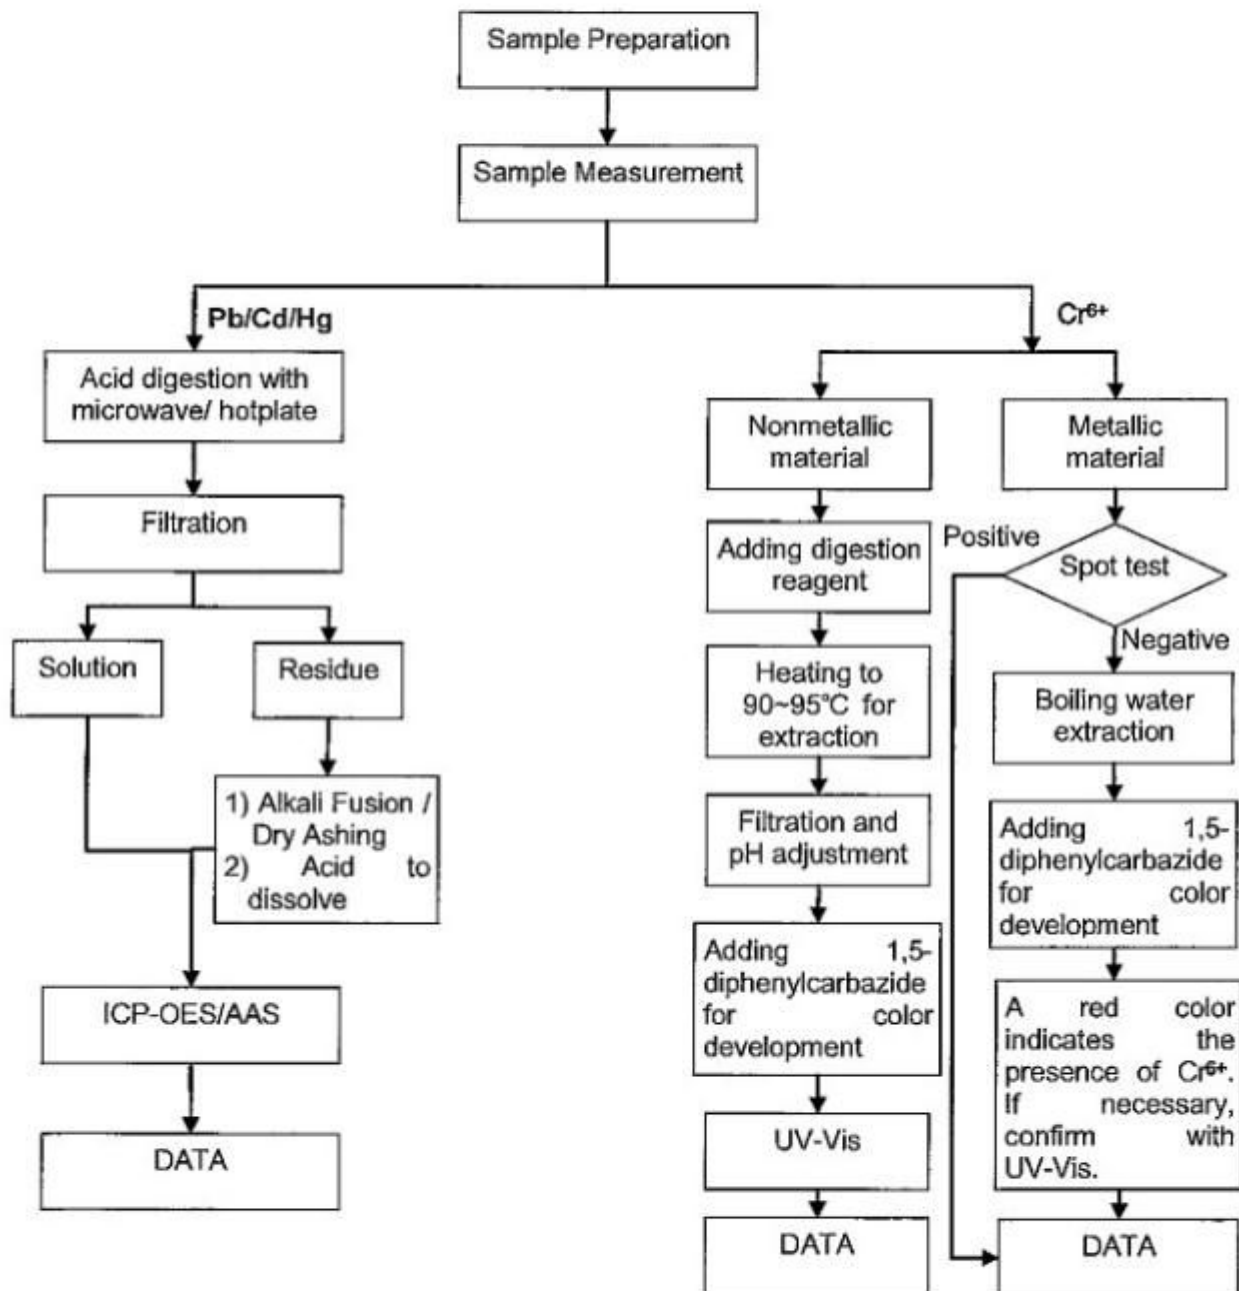 Sample Preparation
Sample Measurement
Pb/Cd/Hg
Acid digestion with
microwave/ hotplate
Filtration
Solution
Residue
1) Alkali Fusion /
Dry Ashing
2) Acid to
dissolve
ICP-OES/AAS
DATA
Cr⁶⁺
Nonmetallic
material
Adding digestion
reagent
Heating to
90~95°C for
extraction
Filtration and
pH adjustment
Adding 1,5-
diphenylcarbazide
for color
development
UV-Vis
DATA
Metallic
material
Spot test
Positive
Negative
Boiling water
extraction
Adding 1,5-
diphenylcarbazide
for color
development
A red color
indicates the
presence of Cr⁶⁺.
If necessary,
confirm with
UV-Vis.
DATA